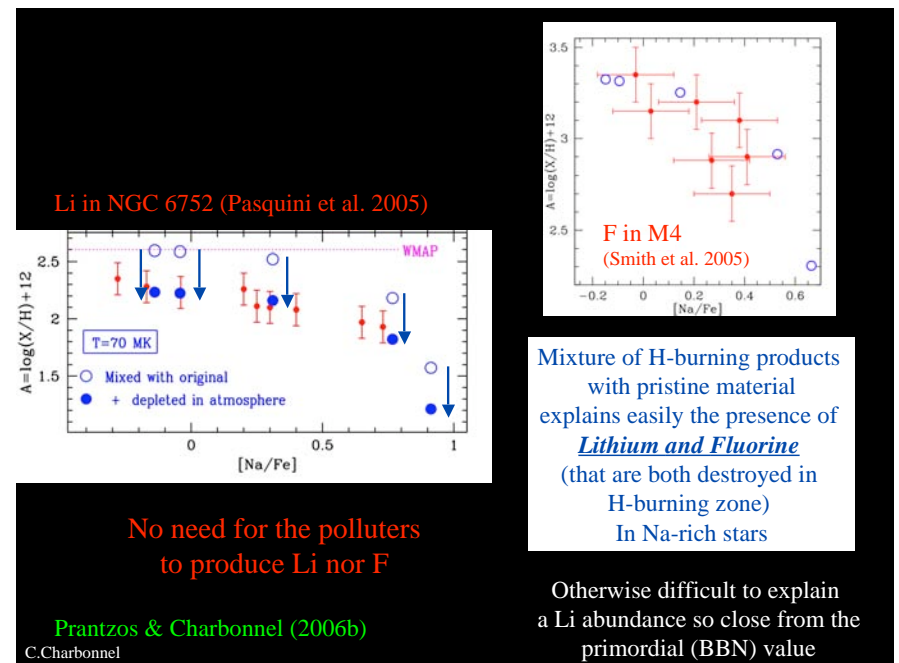 Li in NGC 6752 (Pasquini et al. 2005)
WMAP
2.5
2
1.5
A=log(X/H)+12
T=70 MK
Mixed with original
+ depleted in atmosphere
0
0.5
1
[Na/Fe]
3.5
3
2.5
A=log(X/H)+12
F in M4
(Smith et al. 2005)
-0.2
0
0.2
0.4
0.6
[Na/Fe]
Mixture of H-burning products
with pristine material
explains easily the presence of
Lithium and Fluorine
(that are both destroyed in
H-burning zone)
In Na-rich stars
No need for the polluters
to produce Li nor F
Otherwise difficult to explain
a Li abundance so close from the
primordial (BBN) value
Prantzos & Charbonnel (2006b)
C.Charbonnel